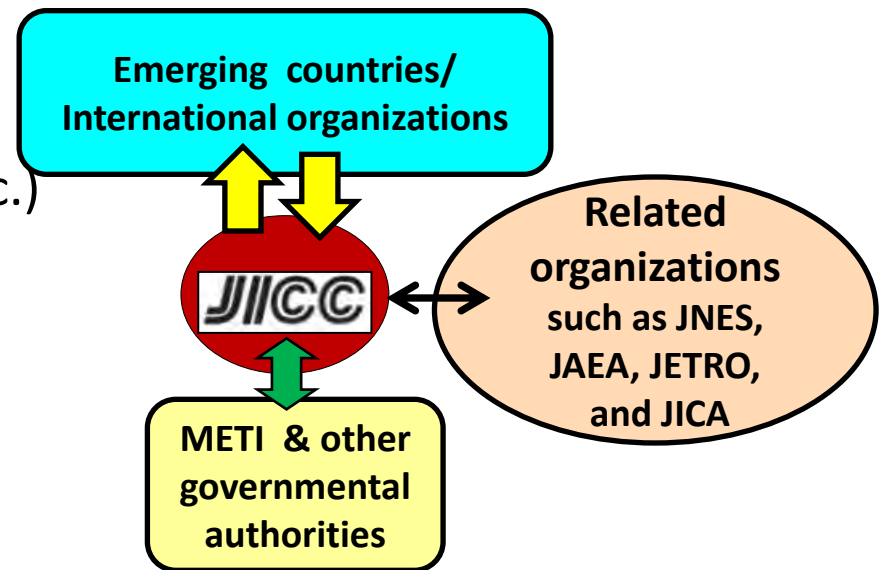 Emerging countries/
International organizations
c.)
JICC
Related
organizations
such as JNES,
JAEA, JETRO,
and JICA
METI & other
governmental
authorities